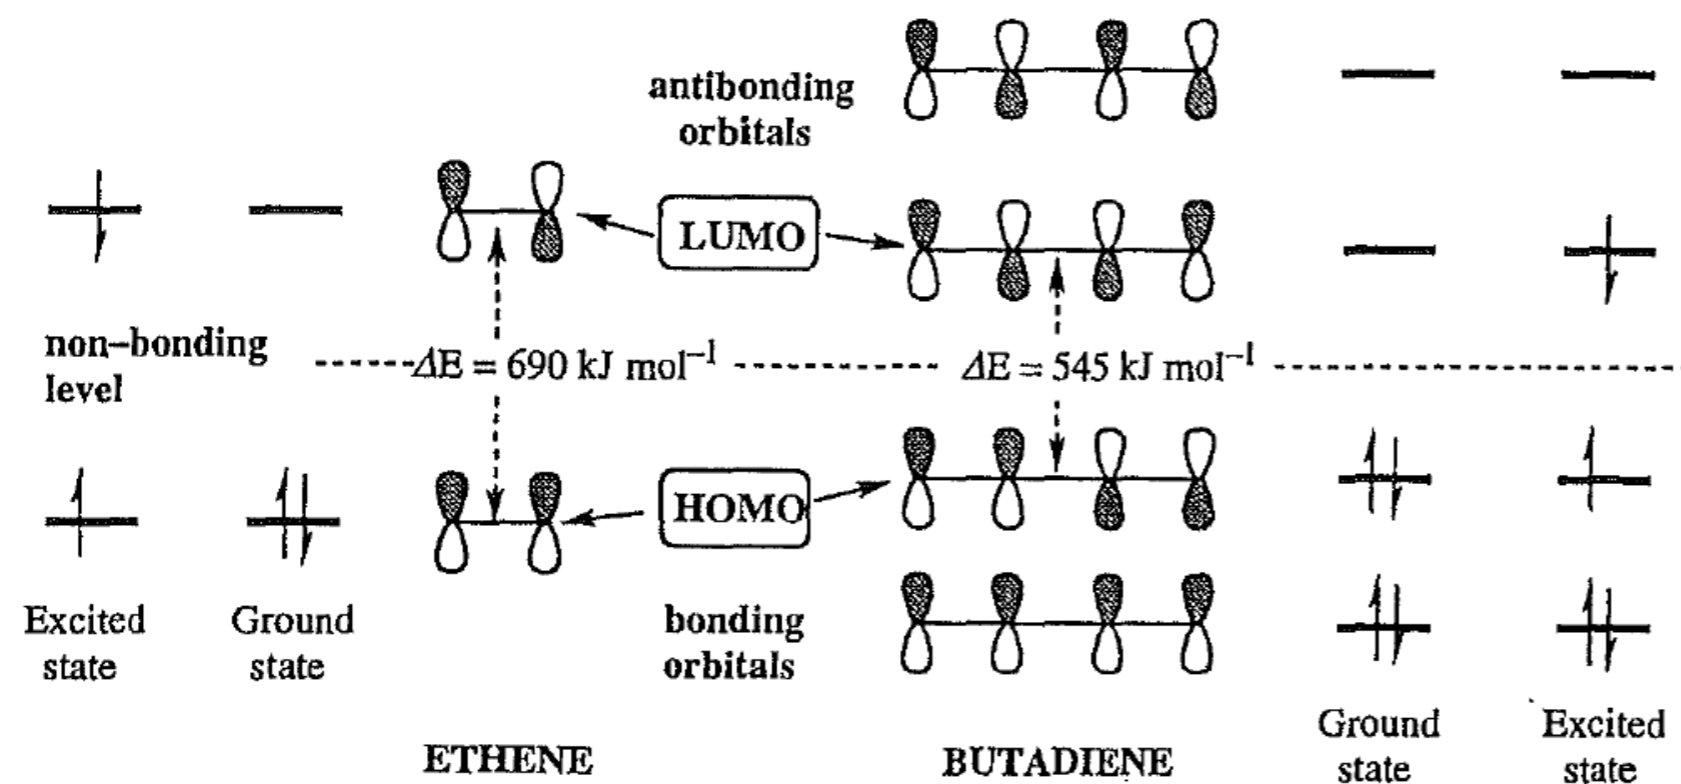 antibonding
orbitals
LUMO
non–bonding
level
ΔE = 690 kJ mol⁻¹
ΔE = 545 kJ mol⁻¹
HOMO
Excited
state
Ground
state
bonding
orbitals
Ground
state
Excited
state
ETHENE
BUTADIENE